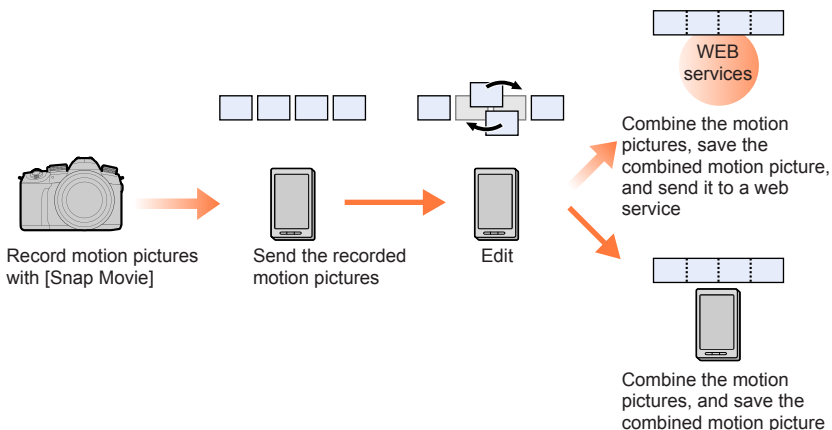 WEB
services
Combine the motion
pictures, save the
combined motion picture,
and send it to a web
service
Record motion pictures
with [Snap Movie]
Send the recorded
motion pictures
Edit
Combine the motion
pictures, and save the
combined motion picture